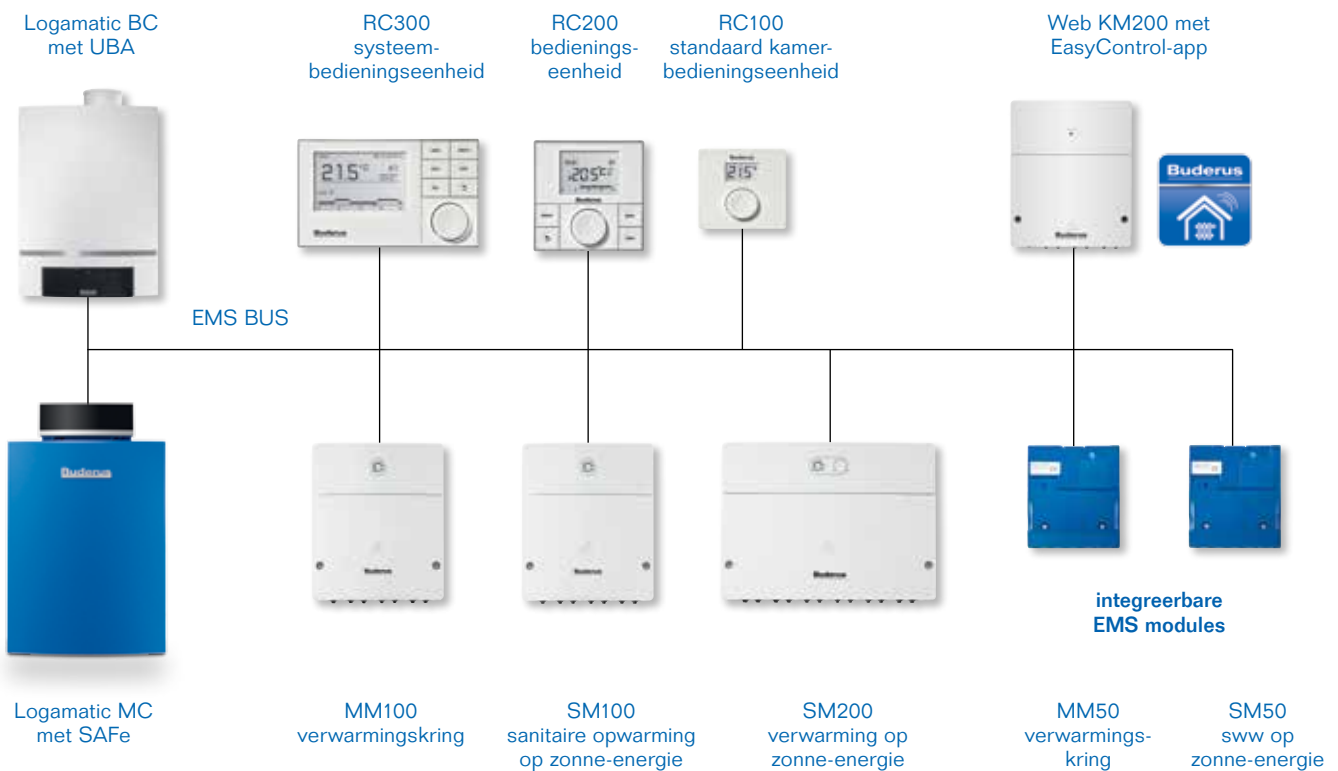 Logamatic BC
met UBA
RC300
systeem-
bedieningseenheid
RC200
bedienings-
eenheid
RC100
standaard kamer-
bedieningseenheid
Web KM200 met
EasyControl-app
21.5°C
Buderus
20.5°C
Buderus
Buderus
21.5°
Buderus
Buderus
EMS BUS
Buderus
Buderus
Buderus
Buderus
integreerbare
EMS modules
Logamatic MC
met SAFe
MM100
verwarmingskring
SM100
sanitaire opwarming
op zonne-energie
SM200
verwarming op
zonne-energie
MM50
verwarmings-
kring
SM50
sww op
zonne-energie